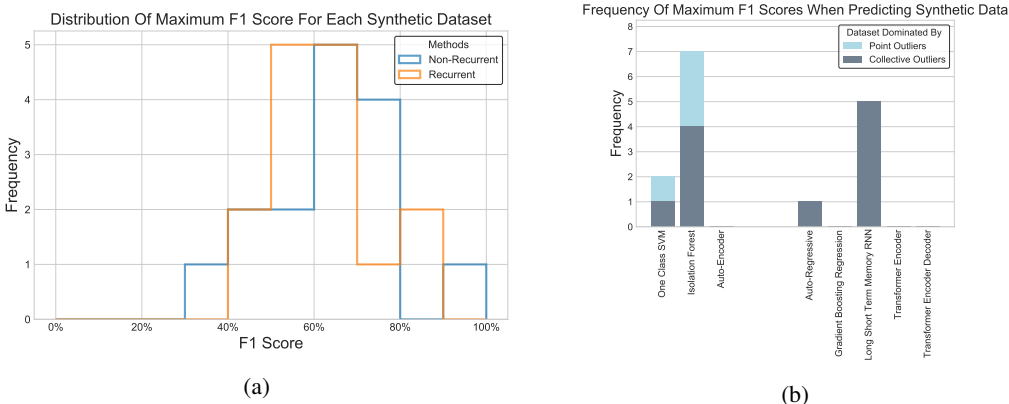 Distribution Of Maximum F1 Score For Each Synthetic Dataset
Methods
Non-Recurrent
Recurrent
5
4
3
2
1
0
Frequency
0% 20% 40% 60% 80% 100%
F1 Score
(a)
Frequency Of Maximum F1 Scores When Predicting Synthetic Data
Dataset Dominated By
Point Outliers
Collective Outliers
8
7
6
5
4
3
2
1
0
Frequency
One Class SVM
Isolation Forest
Auto-Encoder
Auto-Regressive
Gradient Boosting Regression
Long Short Term Memory RNN
Transformer Encoder
Transformer Encoder Decoder
(b)